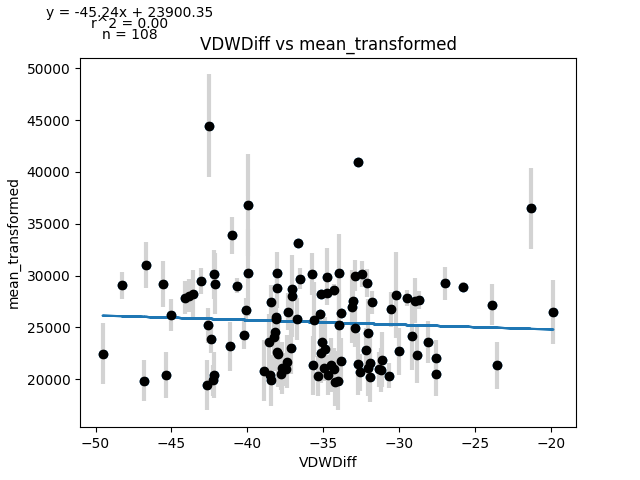 y = -45.24x + 23900.35
r^2 = 0.00
n = 108
VDWDiff vs mean_transformed
50000
45000
40000
35000
30000
25000
20000
mean_transformed
−50 −45 −40 −35 −30 −25 −20
VDWDiff